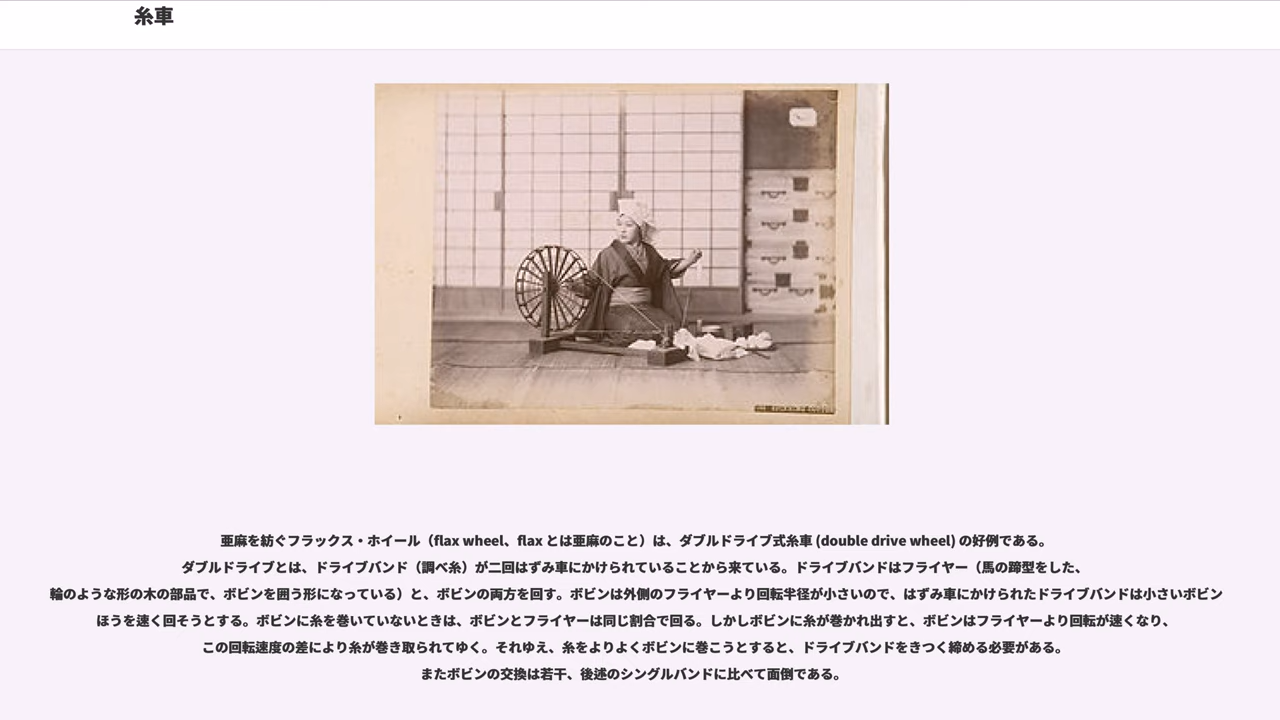 糸車
亜麻を紡ぐフラックス・ホイール（flax wheel、flax とは亜麻のこと）は、ダブルドライブ式糸車 (double drive wheel) の好例である。
ダブルドライブとは、ドライブバンド（調べ糸）が二回はずみ車にかけられていることから来ている。ドライブバンドはフライヤー（馬の蹄型をした、
輪のような形の木の部品で、ボビンを囲う形になっている）と、ボビンの両方を回す。ボビンは外側のフライヤーより回転半径が小さいので、はずみ車にかけられたドライブバンドは小さいボビン
ほうを速く回そうとする。ボビンに糸を巻いていないときは、ボビンとフライヤーは同じ割合で回る。しかしボビンに糸が巻かれ出すと、ボビンはフライヤーより回転が速くなり、
この回転速度の差により糸が巻き取られてゆく。それゆえ、糸をよりよくボビンに巻こうとすると、ドライブバンドをきつく締める必要がある。
またボビンの交換は若干、後述のシングルバンドに比べて面倒である。